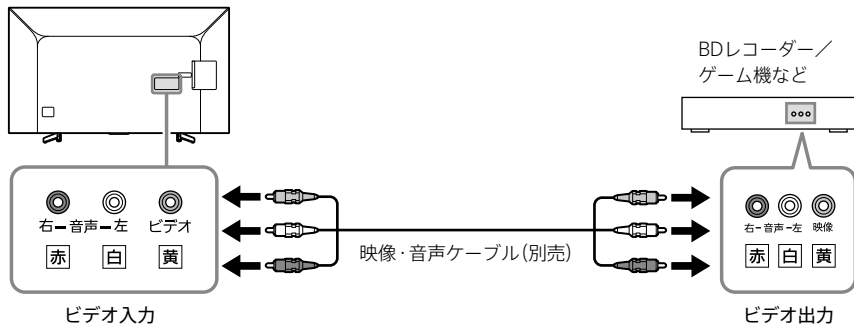 BDレコーダー／
ゲーム機など
右ー音声ー左 ビデオ
赤 白 黄
ビデオ入力
映像・音声ケーブル（別売）
右ー音声ー左 映像
赤 白 黄
ビデオ出力